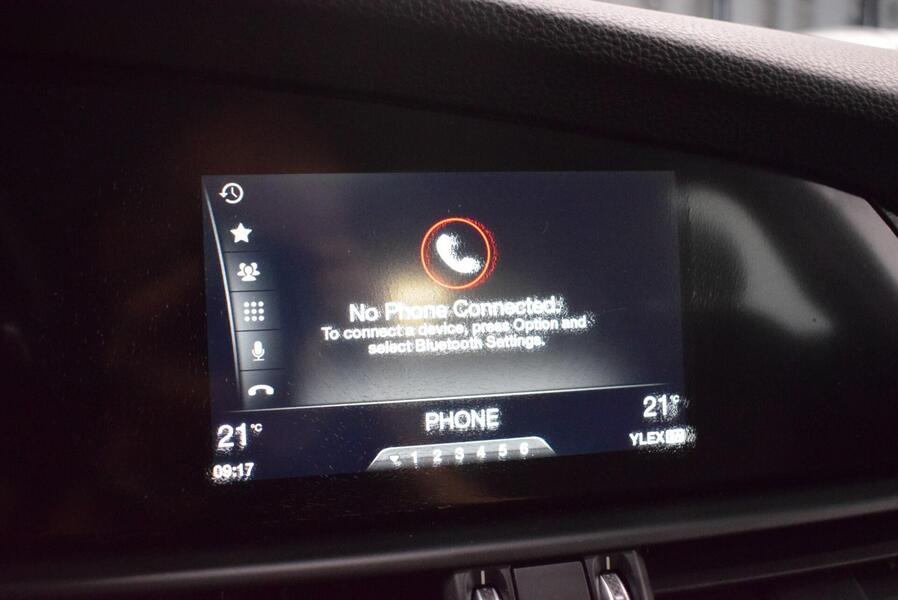 No Phone Connected.
To connect a device, press Option and
select Bluetooth Settings.
PHONE
21°C
21°C
1 2 3 4 5 6
09:17
YLEX